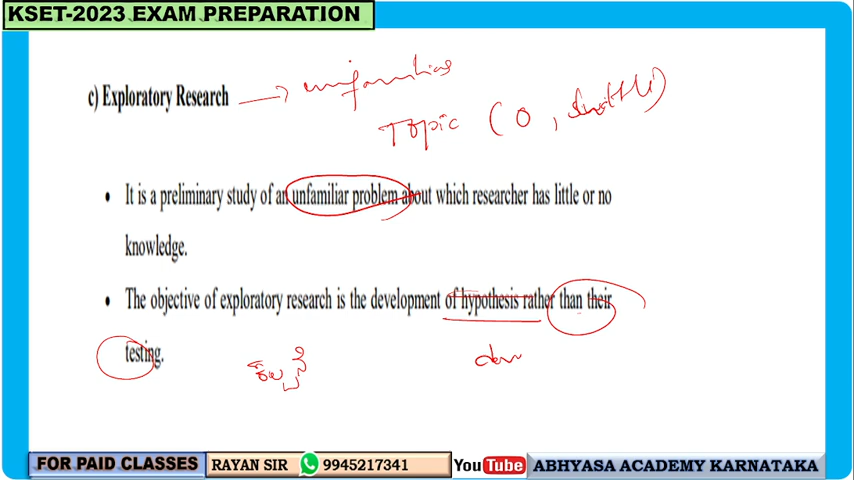 KSET-2023 EXAM PREPARATION
c) Exploratory Research
unfamiliar
Topic (0,
It is a preliminary study of an unfamiliar problem about which researcher has little or no
knowledge.
The objective of exploratory research is the development of hypothesis rather than their
testing.
FOR PAID CLASSES RAYAN SIR 9945217341 YouTube ABHYASA ACADEMY KARNATAKA